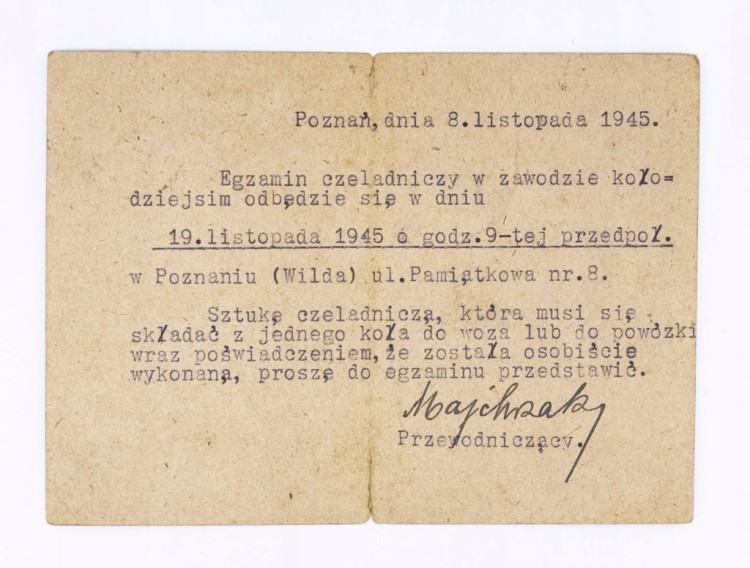 Poznań, dnia 8.listopada 1945.
Egzamin czeladniczy w zawodzie koło=
dziejsim odbędzie się w dniu
19.listopada 1945 o godz.9-tej przedpoł.
w Poznaniu (Wilda) ul.Pamiątkowa nr.8.
Sztukę czeladniczą, która musi się
składać z jednego koła do woza lub do powózki
wraz poświadczeniem, że została osobiście
wykonaną, proszę do egzaminu przedstawić.
Majchrzak
Przewodniczący.